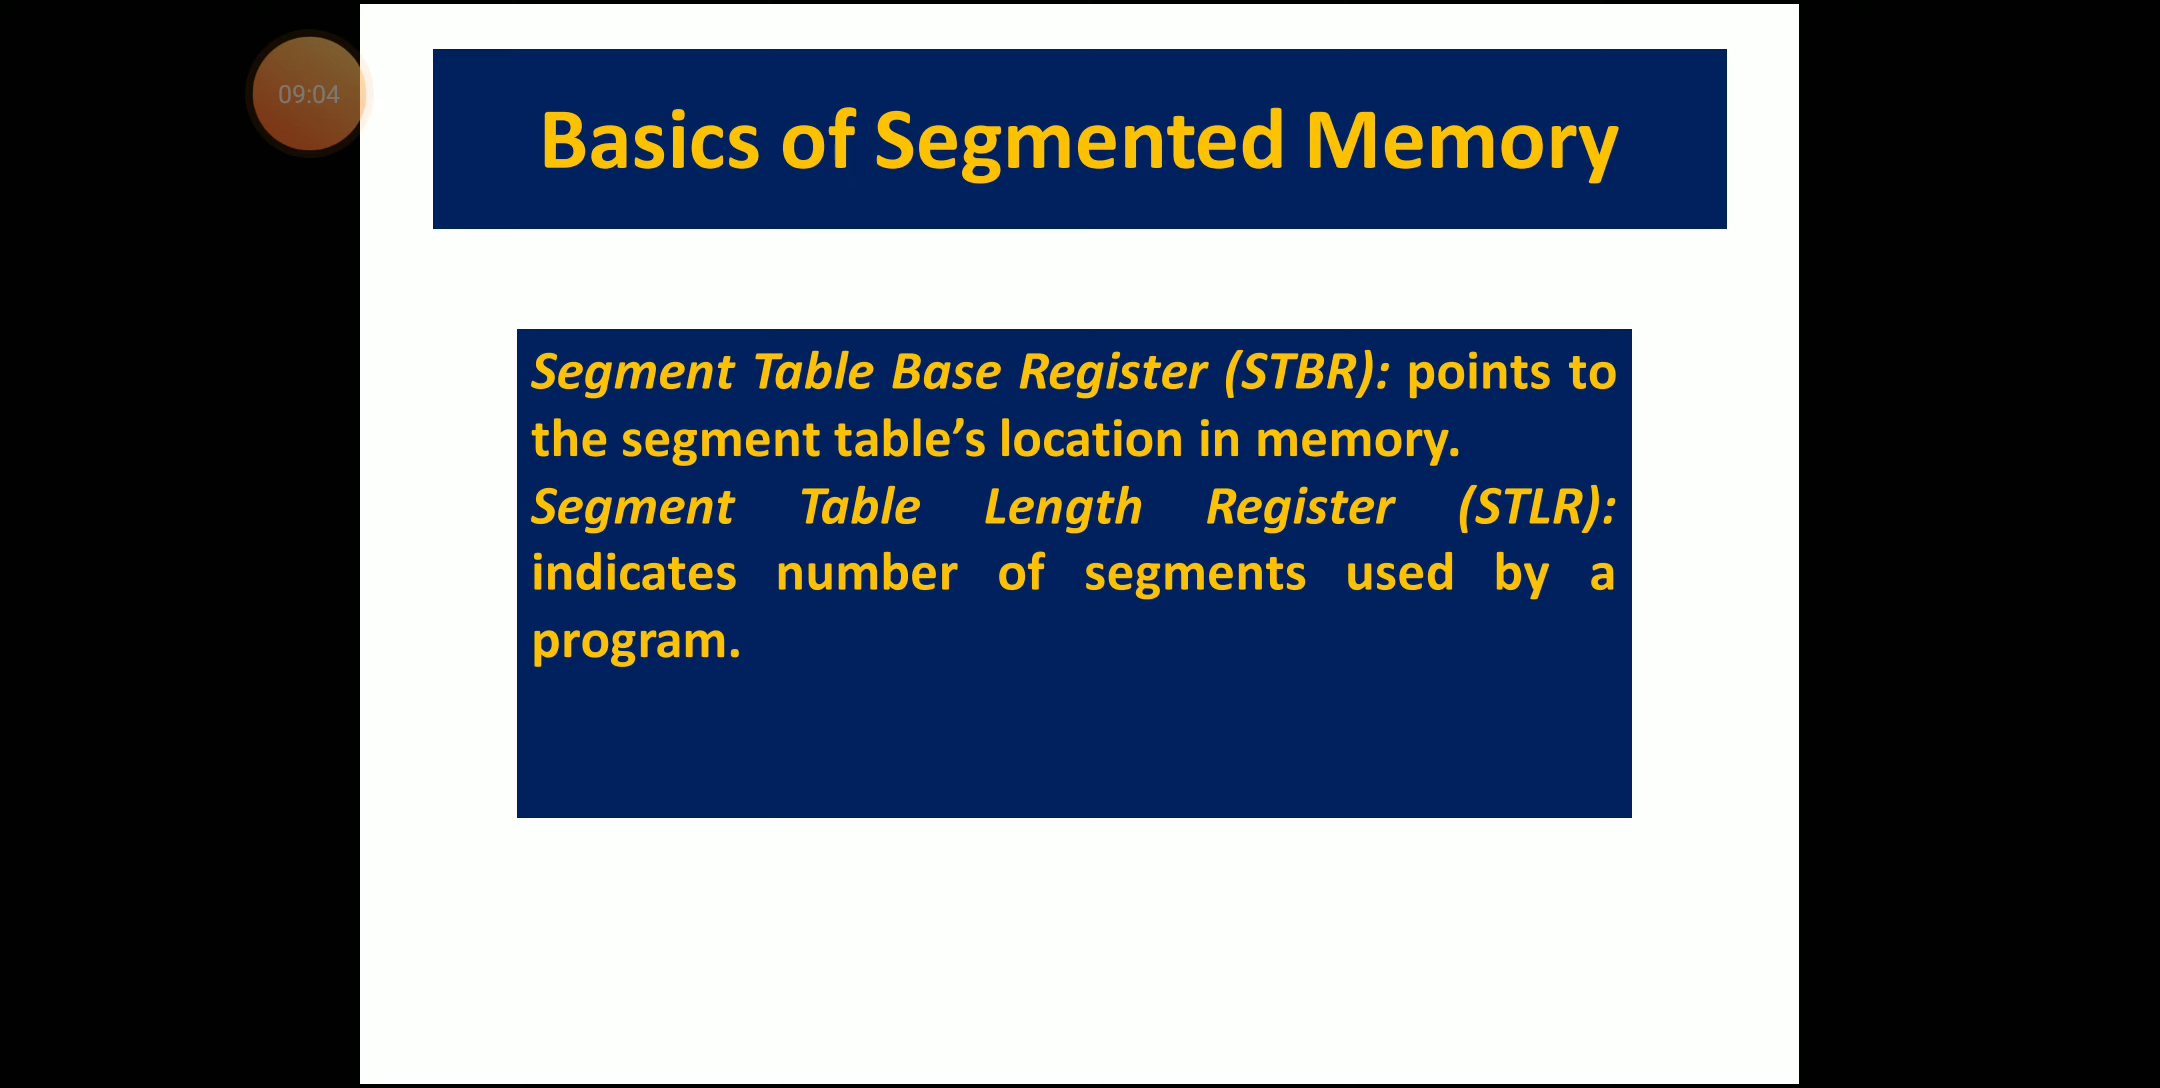 09:04
Basics of Segmented Memory
Segment Table Base Register (STBR): points to
the segment table’s location in memory.
Segment Table Length Register (STLR):
indicates number of segments used by a
program.